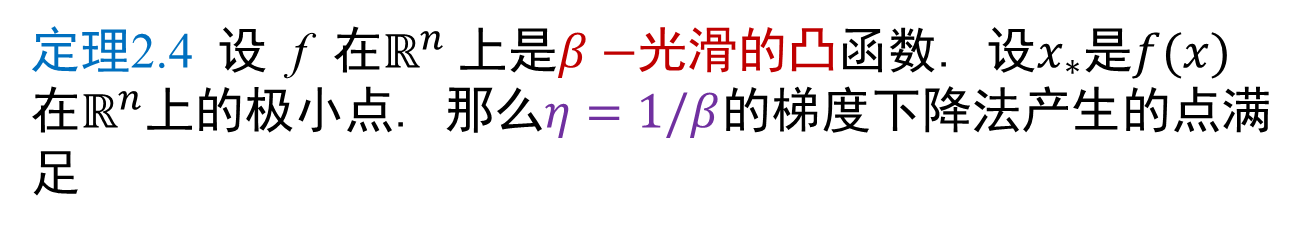 定理2.4 设 f 在ℝⁿ 上是β −光滑的凸函数. 设x∗是f(x)
在ℝⁿ上的极小点. 那么η = 1/β的梯度下降法产生的点满
足